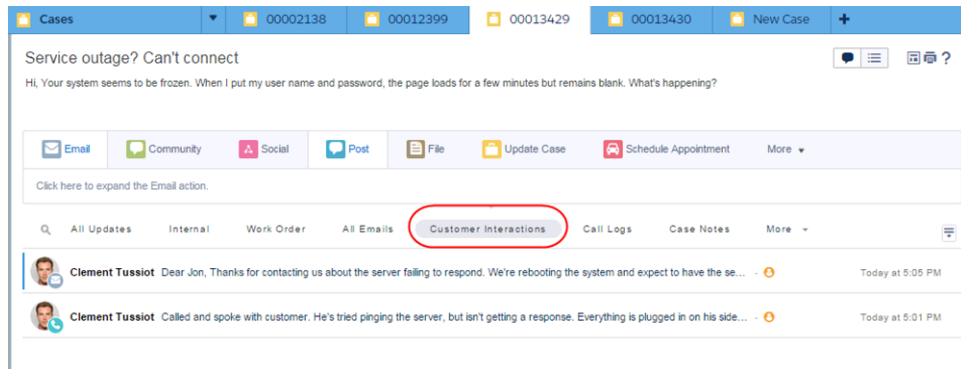 Cases 00002138 00012399 00013429 00013430 New Case
Service outage? Can't connect
Hi, Your system seems to be frozen. When I put my user name and password, the page loads for a few minutes but remains blank. What's happening?
Email Community Social Post File Update Case Schedule Appointment More
Click here to expand the Email action.
All Updates Internal Work Order All Emails Customer Interactions Call Logs Case Notes More
Clement Tussiot Dear Jon, Thanks for contacting us about the server failing to respond. We're rebooting the system and expect to have the se... - Today at 5:05 PM
Clement Tussiot Called and spoke with customer. He's tried pinging the server, but isn't getting a response. Everything is plugged in on his side... - Today at 5:01 PM